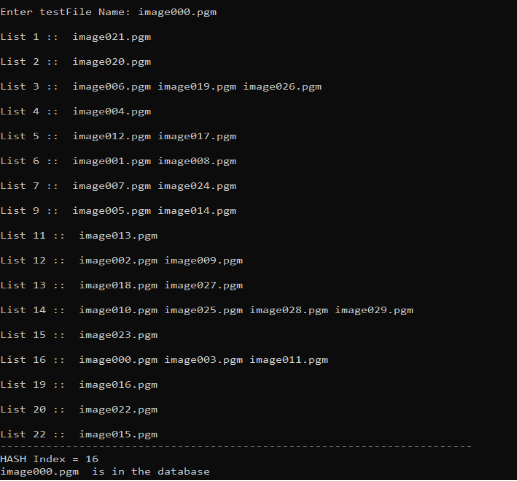 Enter testFile Name: image000.pgm
List 1 ::  image021.pgm
List 2 ::  image020.pgm
List 3 ::  image006.pgm image019.pgm image026.pgm
List 4 ::  image004.pgm
List 5 ::  image012.pgm image017.pgm
List 6 ::  image001.pgm image008.pgm
List 7 ::  image007.pgm image024.pgm
List 9 ::  image005.pgm image014.pgm
List 11 ::  image013.pgm
List 12 ::  image002.pgm image009.pgm
List 13 ::  image018.pgm image027.pgm
List 14 ::  image010.pgm image025.pgm image028.pgm image029.pgm
List 15 ::  image023.pgm
List 16 ::  image000.pgm image003.pgm image011.pgm
List 19 ::  image016.pgm
List 20 ::  image022.pgm
List 22 ::  image015.pgm
------------------------------------------------------------------------
HASH Index = 16
image000.pgm  is in the database